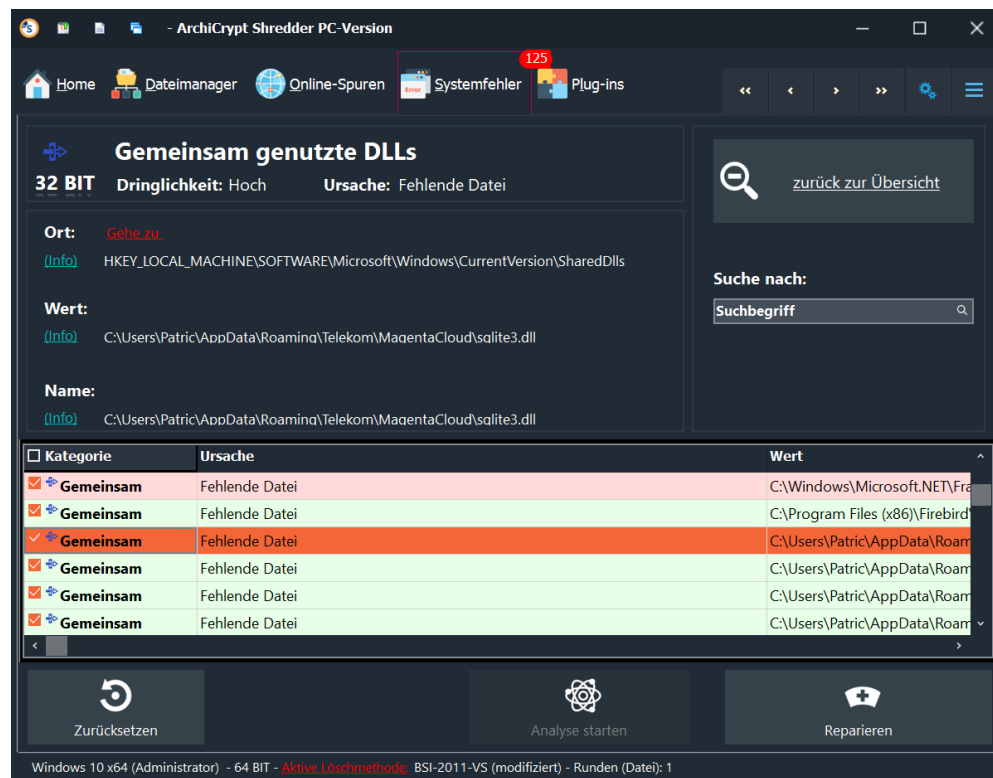 - ArchiCrypt Shredder PC-Version
125
Home Dateimanager Online-Spuren Error Systemfehler Plug-ins
Gemeinsam genutzte DLLs
32 BIT Dringlichkeit: Hoch Ursache: Fehlende Datei
zurück zur Übersicht
Ort: Gehe zu
(Info) HKEY_LOCAL_MACHINE\SOFTWARE\Microsoft\Windows\CurrentVersion\SharedDlls
Suche nach:
Suchbegriff
Wert:
(Info) C:\Users\Patric\AppData\Roaming\Telekom\MagentaCloud\sqlite3.dll
Name:
(Info) C:\Users\Patric\AppData\Roaming\Telekom\MagentaCloud\sqlite3.dll
Kategorie Ursache Wert
Gemeinsam Fehlende Datei C:\Windows\Microsoft.NET\Fra
Gemeinsam Fehlende Datei C:\Program Files (x86)\Firebird\
Gemeinsam Fehlende Datei C:\Users\Patric\AppData\Roam
Gemeinsam Fehlende Datei C:\Users\Patric\AppData\Roam
Gemeinsam Fehlende Datei C:\Users\Patric\AppData\Roam
Gemeinsam Fehlende Datei C:\Users\Patric\AppData\Roam
Zurücksetzen Analyse starten Reparieren
Windows 10 x64 (Administrator) - 64 BIT - Aktive Löschmethode: BSI-2011-VS (modifiziert) - Runden (Datei): 1